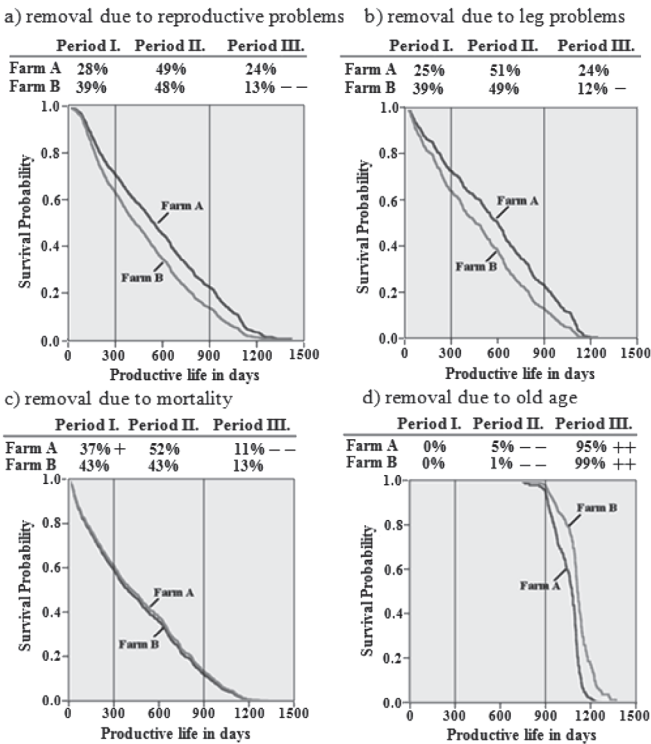 a) removal due to reproductive problems
Period I. Period II. Period III.
Farm A 28% 49% 24%
Farm B 39% 48% 13% – –
1.0
0.8
0.6
0.4
0.2
0.0
Survival Probability
Farm A
Farm B
0 300 600 900 1200 1500
Productive life in days
b) removal due to leg problems
Period I. Period II. Period III.
Farm A 25% 51% 24%
Farm B 39% 49% 12% –
1.0
0.8
0.6
0.4
0.2
0.0
Survival Probability
Farm A
Farm B
0 300 600 900 1200 1500
Productive life in days
c) removal due to mortality
Period I. Period II. Period III.
Farm A 37% + 52% 11% – –
Farm B 43% 43% 13%
1.0
0.8
0.6
0.4
0.2
0.0
Survival Probability
Farm A
Farm B
0 300 600 900 1200 1500
Productive life in days
d) removal due to old age
Period I. Period II. Period III.
Farm A 0% 5% – – 95% ++
Farm B 0% 1% – – 99% ++
1.0
0.8
0.6
0.4
0.2
0.0
Survival Probability
Farm B
Farm A
0 300 600 900 1200 1500
Productive life in days